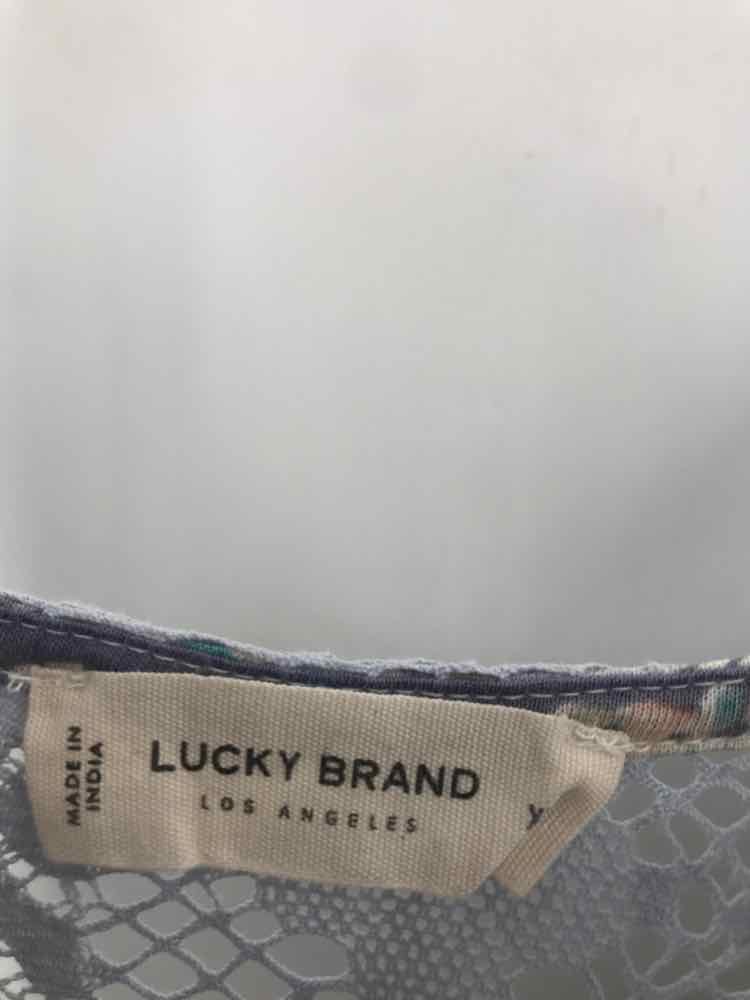 MADE IN
INDIA
LUCKY BRAND
LOS ANGELES